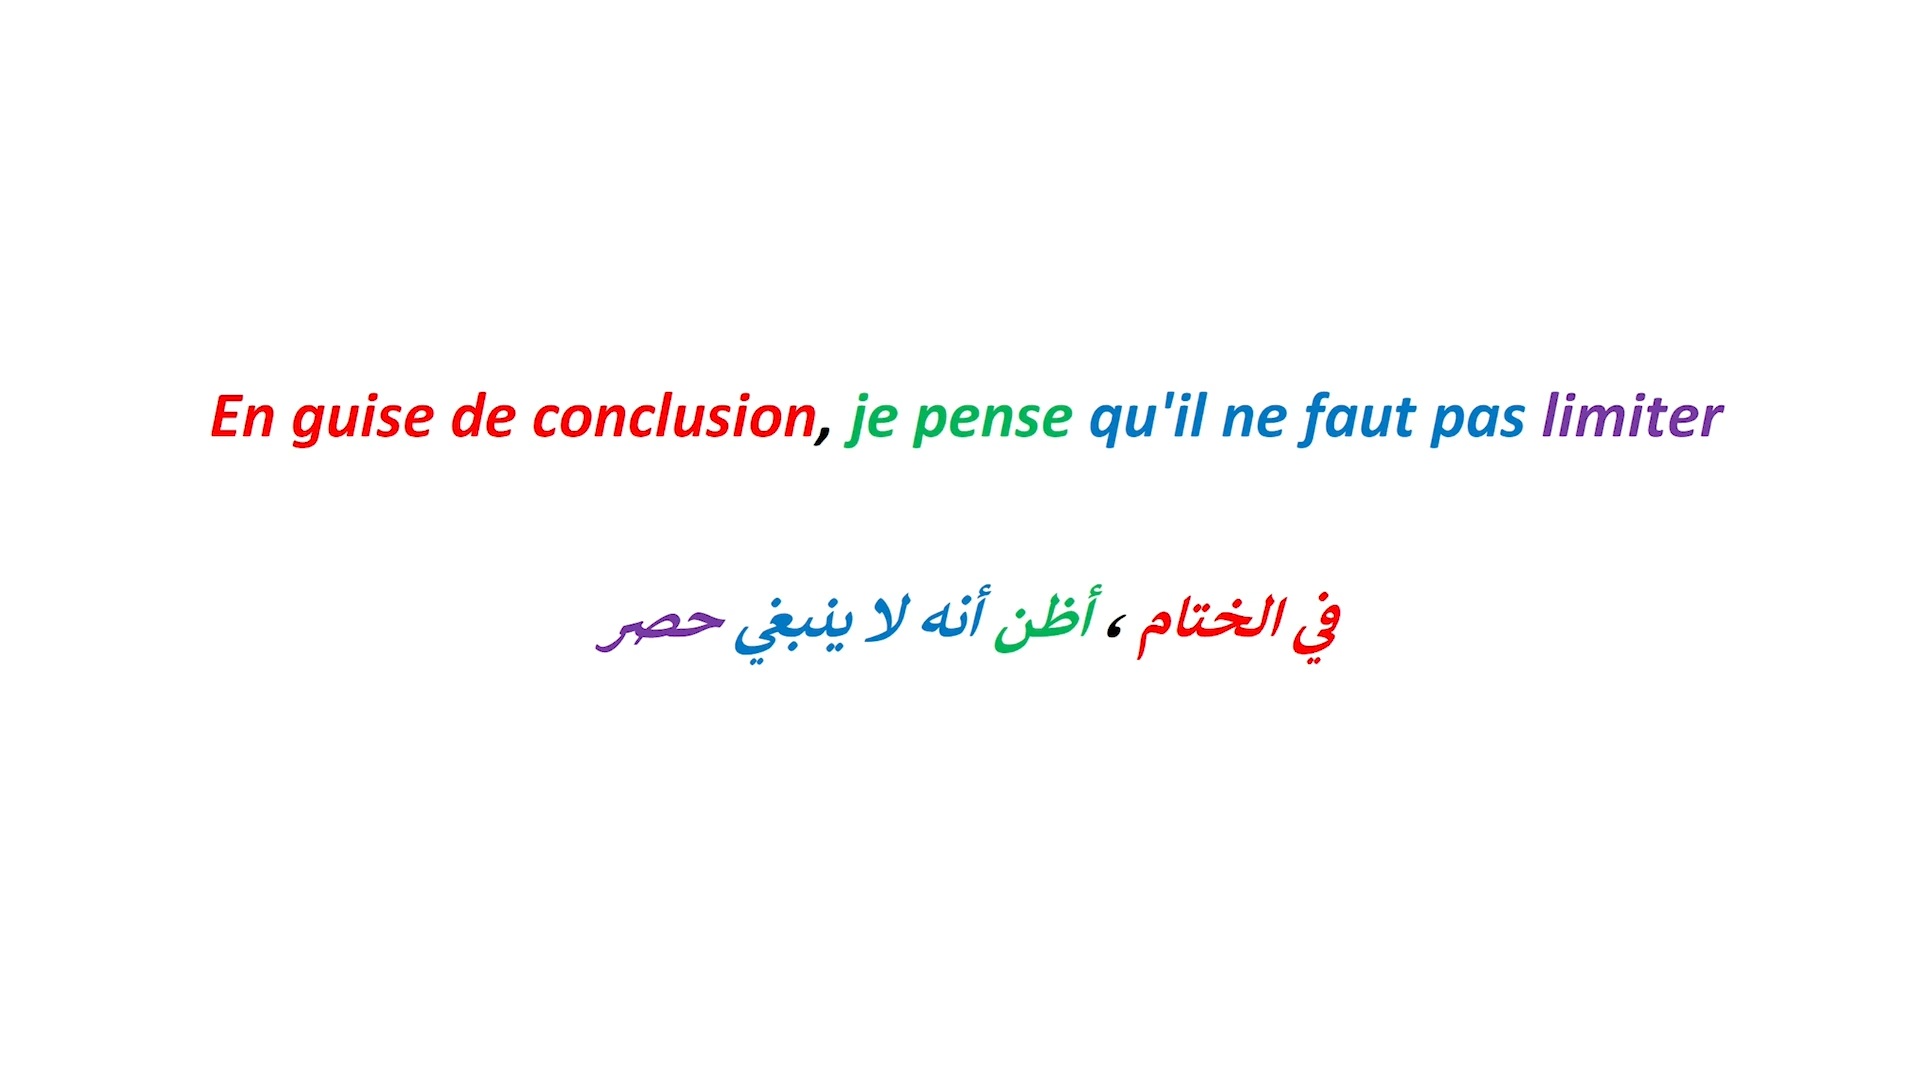 En guise de conclusion, je pense qu'il ne faut pas limiter
في الختام ، أظن أنه لا ينبغي حصر